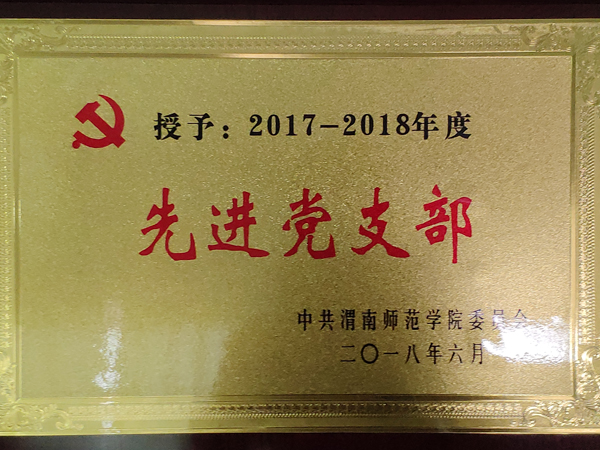 授予：2017-2018年度
先进党支部
中共渭南师范学院委员会
二〇一八年六月